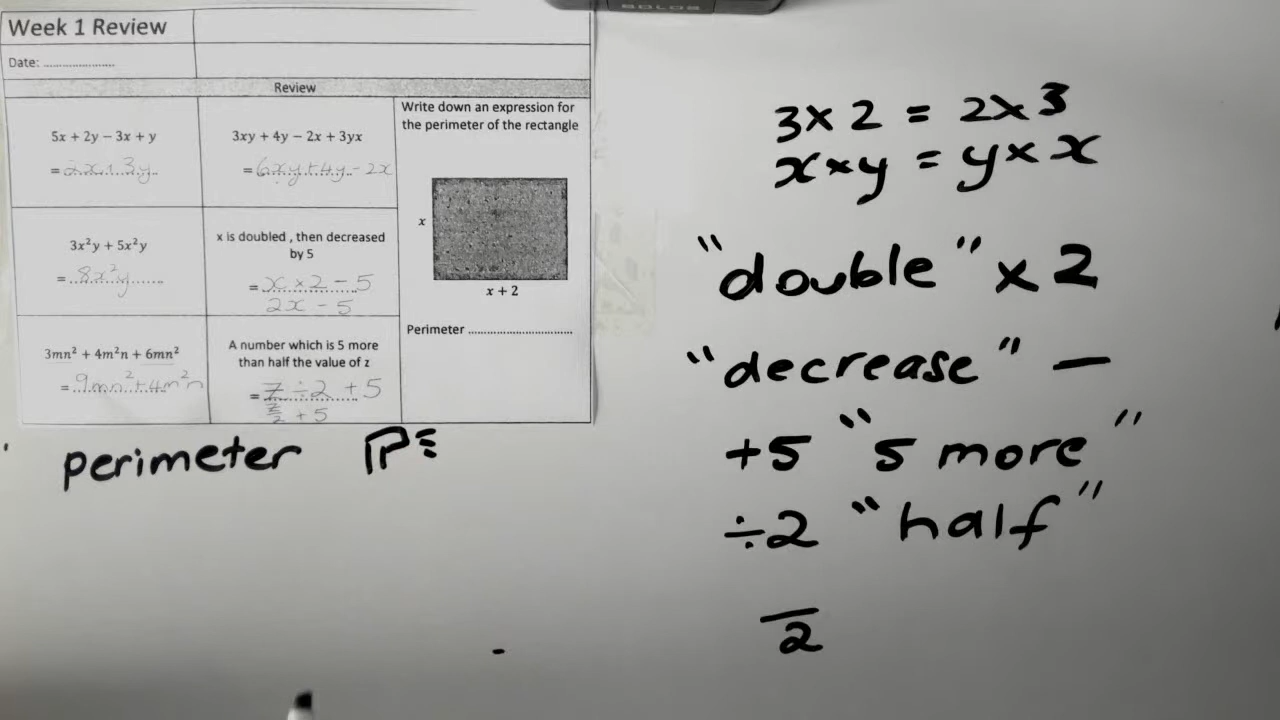 Week 1 Review
Date: ....................
Review
5x + 2y − 3x + y
= 2x + 3y
3xy + 4y − 2x + 3yx
= 6xy + 4y - 2x
Write down an expression for
the perimeter of the rectangle
x
x + 2
Perimeter ..............................
3x²y + 5x²y
= 8x²y
x is doubled , then decreased
by 5
= x × 2 - 5
2x - 5
3mn² + 4m²n + 6mn²
= 9mn² + 4m²n
A number which is 5 more
than half the value of z
= z ÷ 2 + 5
z/2 + 5
perimeter P
3 × 2 = 2 × 3
x × y = y × x
"double" × 2
"decrease" —
+5 "5 more"
÷2 "half"
—
2